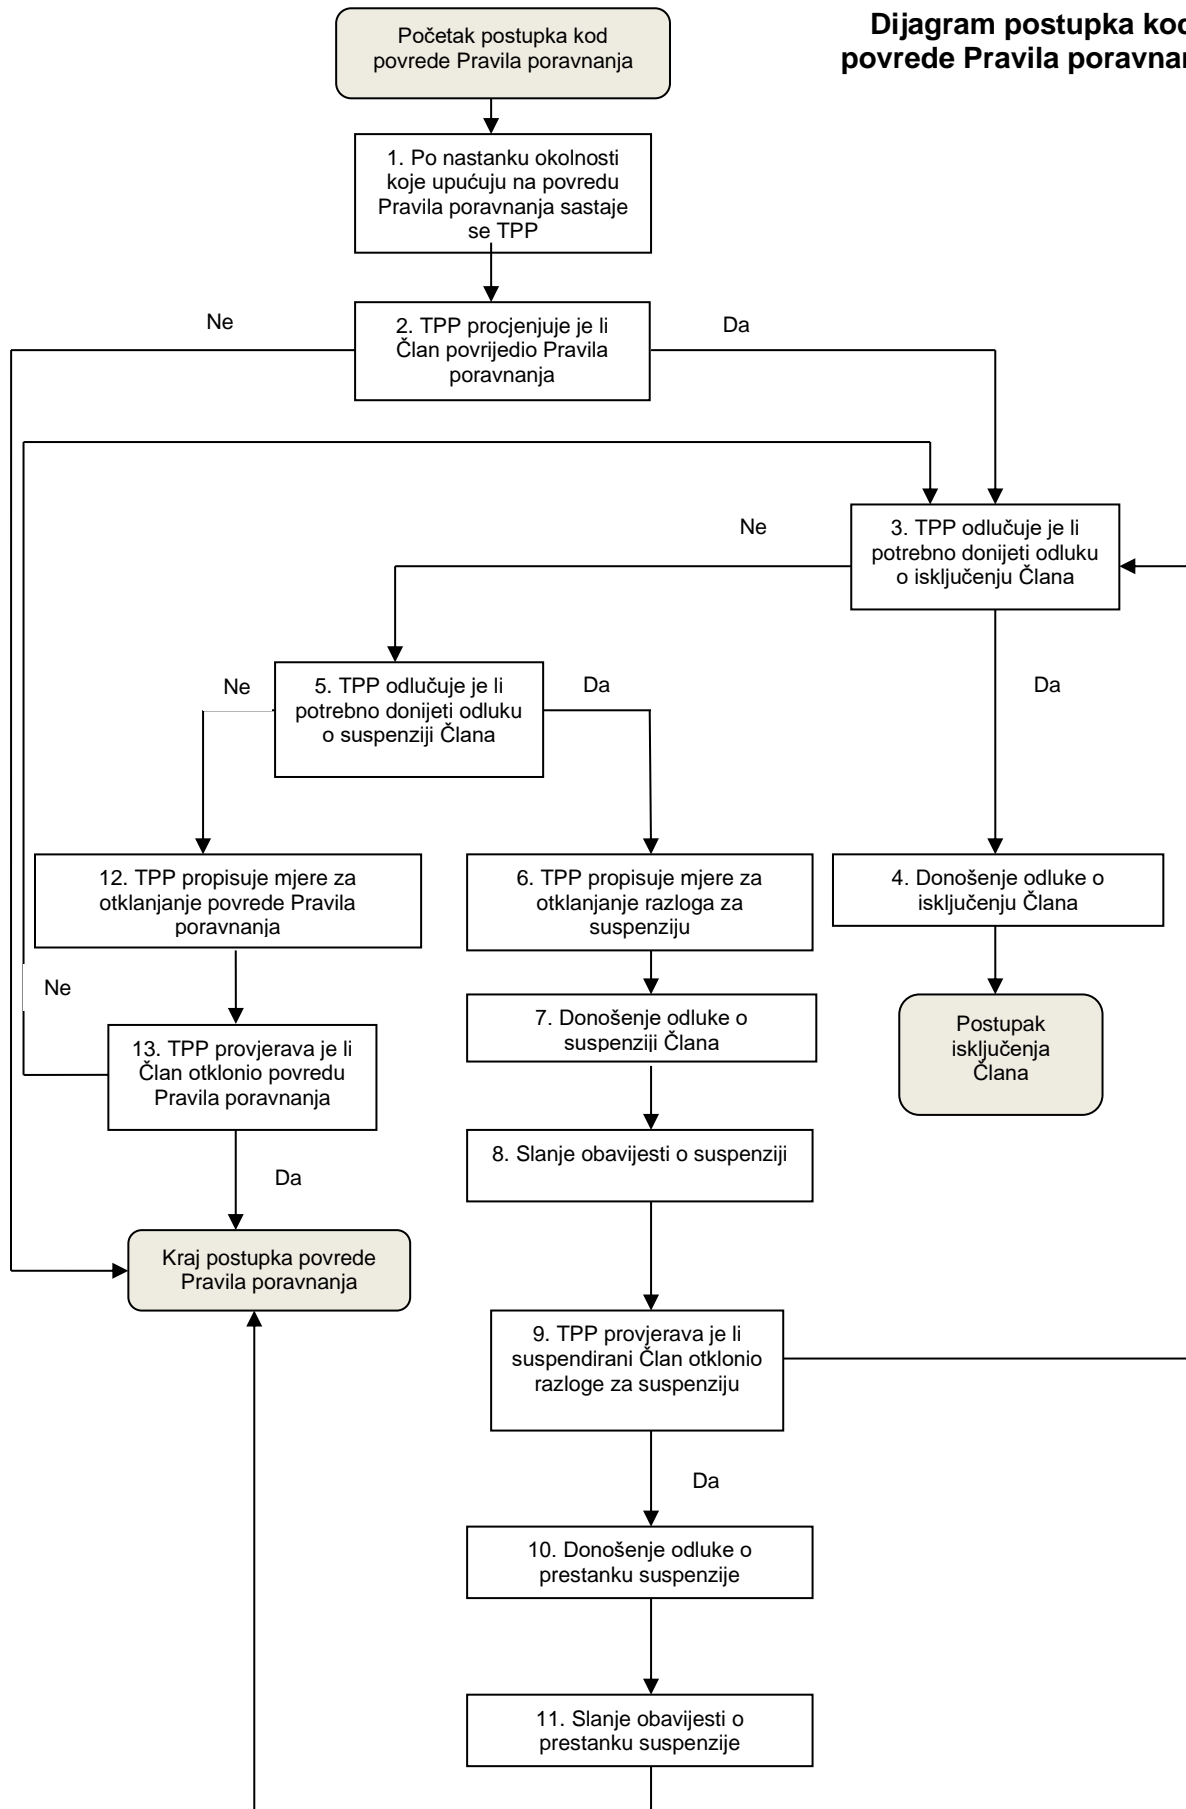 Dijagram postupka kod
povrede Pravila
Početak postupka kod
povrede Pravila poravnanja
1. Po nastanku okolnosti
koje upućuju na povredu
Pravila poravnanja sastaje
se TPP
Ne
2. TPP procjenjuje je li
Član povrijedio Pravila
poravnanja
Da
Ne
3. TPP odlučuje je li
potrebno donijeti odluku
o isključenju Člana
Ne
5. TPP odlučuje je li
potrebno donijeti odluku
o suspenziji Člana
Da
Da
12. TPP propisuje mjere za
otklanjanje povrede Pravila
poravnanja
6. TPP propisuje mjere za
otklanjanje razloga za
suspenziju
4. Donošenje odluke o
isključenju Člana
Ne
7. Donošenje odluke o
suspenziji Člana
Postupak
isključenja
Člana
13. TPP provjerava je li
Član otklonio povredu
Pravila poravnanja
8. Slanje obavijesti o suspenziji
Da
Kraj postupka povrede
Pravila poravnanja
9. TPP provjerava je li
suspendirani Član otklonio
razloge za suspenziju
Da
10. Donošenje odluke o
prestanku suspenzije
11. Slanje obavijesti o
prestanku suspenzije